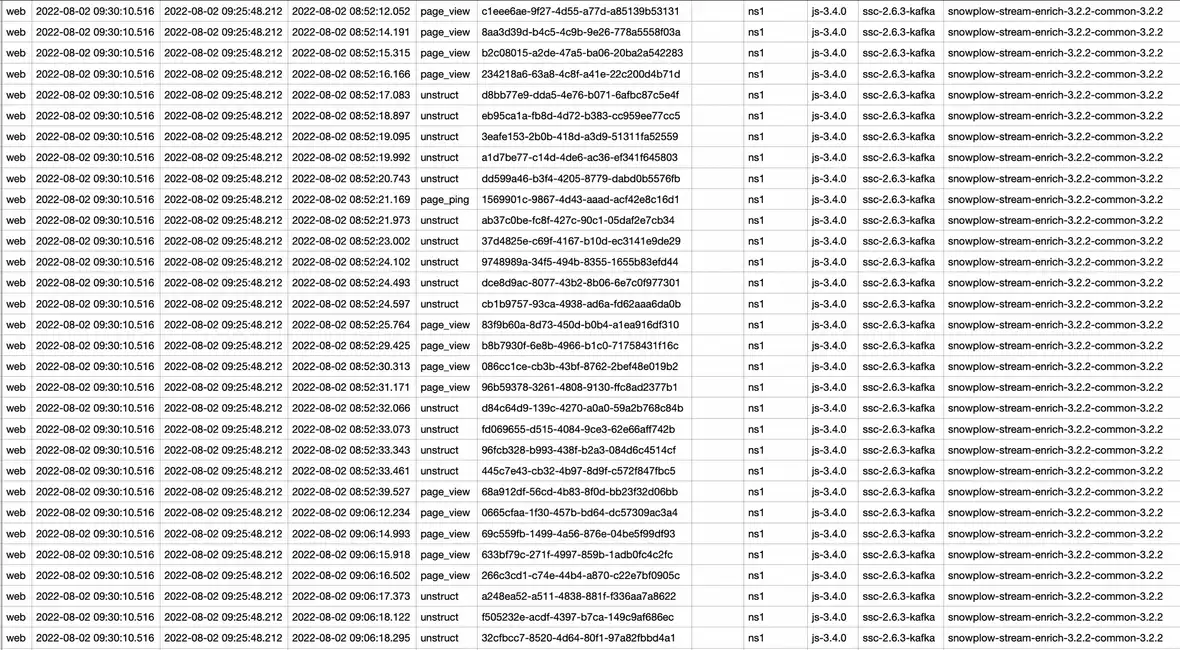 web 2022-08-02 09:30:10.516 2022-08-02 09:25:48.212 2022-08-02 08:52:12.052 page_view c1eee6ae-9f27-4d55-a77d-a85139b53131 ns1 js-3.4.0 ssc-2.6.3-kafka snowplow-stream-enrich-3.2.2-common-3.2.2
web 2022-08-02 09:30:10.516 2022-08-02 09:25:48.212 2022-08-02 08:52:14.191 page_view 8aa3d39d-b4c5-4c9b-9e26-778a5558f03a ns1 js-3.4.0 ssc-2.6.3-kafka snowplow-stream-enrich-3.2.2-common-3.2.2
web 2022-08-02 09:30:10.516 2022-08-02 09:25:48.212 2022-08-02 08:52:15.315 page_view b2c08015-a2de-47a5-ba06-20ba2a542283 ns1 js-3.4.0 ssc-2.6.3-kafka snowplow-stream-enrich-3.2.2-common-3.2.2
web 2022-08-02 09:30:10.516 2022-08-02 09:25:48.212 2022-08-02 08:52:16.166 page_view 234218a6-63a8-4c8f-a41e-22c200d4b71d ns1 js-3.4.0 ssc-2.6.3-kafka snowplow-stream-enrich-3.2.2-common-3.2.2
web 2022-08-02 09:30:10.516 2022-08-02 09:25:48.212 2022-08-02 08:52:17.083 unstruct d8bb77e9-dda5-4e76-b071-6afbc87c5e4f ns1 js-3.4.0 ssc-2.6.3-kafka snowplow-stream-enrich-3.2.2-common-3.2.2
web 2022-08-02 09:30:10.516 2022-08-02 09:25:48.212 2022-08-02 08:52:18.897 unstruct eb95ca1a-fb8d-4d72-b383-cc959ee77cc5 ns1 js-3.4.0 ssc-2.6.3-kafka snowplow-stream-enrich-3.2.2-common-3.2.2
web 2022-08-02 09:30:10.516 2022-08-02 09:25:48.212 2022-08-02 08:52:19.095 unstruct 3eafe153-2b0b-418d-a3d9-51311fa52559 ns1 js-3.4.0 ssc-2.6.3-kafka snowplow-stream-enrich-3.2.2-common-3.2.2
web 2022-08-02 09:30:10.516 2022-08-02 09:25:48.212 2022-08-02 08:52:19.992 unstruct a1d7be77-c14d-4de6-ac36-ef341f645803 ns1 js-3.4.0 ssc-2.6.3-kafka snowplow-stream-enrich-3.2.2-common-3.2.2
web 2022-08-02 09:30:10.516 2022-08-02 09:25:48.212 2022-08-02 08:52:20.743 unstruct dd599a46-b3f4-4205-8779-dabd0b5576fb ns1 js-3.4.0 ssc-2.6.3-kafka snowplow-stream-enrich-3.2.2-common-3.2.2
web 2022-08-02 09:30:10.516 2022-08-02 09:25:48.212 2022-08-02 08:52:21.169 page_ping 1569901c-9867-4d43-aaad-acf42e8c16d1 ns1 js-3.4.0 ssc-2.6.3-kafka snowplow-stream-enrich-3.2.2-common-3.2.2
web 2022-08-02 09:30:10.516 2022-08-02 09:25:48.212 2022-08-02 08:52:21.973 unstruct ab37c0be-fc8f-427c-90c1-05daf2e7cb34 ns1 js-3.4.0 ssc-2.6.3-kafka snowplow-stream-enrich-3.2.2-common-3.2.2
web 2022-08-02 09:30:10.516 2022-08-02 09:25:48.212 2022-08-02 08:52:23.002 unstruct 37d4825e-c69f-4167-b10d-ec3141e9de29 ns1 js-3.4.0 ssc-2.6.3-kafka snowplow-stream-enrich-3.2.2-common-3.2.2
web 2022-08-02 09:30:10.516 2022-08-02 09:25:48.212 2022-08-02 08:52:24.102 unstruct 9748989a-34f5-494b-8355-1655b83efd44 ns1 js-3.4.0 ssc-2.6.3-kafka snowplow-stream-enrich-3.2.2-common-3.2.2
web 2022-08-02 09:30:10.516 2022-08-02 09:25:48.212 2022-08-02 08:52:24.493 unstruct dce8d9ac-8077-43b2-8b06-6e7c0f977301 ns1 js-3.4.0 ssc-2.6.3-kafka snowplow-stream-enrich-3.2.2-common-3.2.2
web 2022-08-02 09:30:10.516 2022-08-02 09:25:48.212 2022-08-02 08:52:24.597 unstruct cb1b9757-93ca-4938-ad6a-fd62aaa6da0b ns1 js-3.4.0 ssc-2.6.3-kafka snowplow-stream-enrich-3.2.2-common-3.2.2
web 2022-08-02 09:30:10.516 2022-08-02 09:25:48.212 2022-08-02 08:52:25.764 page_view 83f9b60a-8d73-450d-b0b4-a1ea916df310 ns1 js-3.4.0 ssc-2.6.3-kafka snowplow-stream-enrich-3.2.2-common-3.2.2
web 2022-08-02 09:30:10.516 2022-08-02 09:25:48.212 2022-08-02 08:52:29.425 page_view b8b7930f-6e8b-4966-b1c0-71758431f16c ns1 js-3.4.0 ssc-2.6.3-kafka snowplow-stream-enrich-3.2.2-common-3.2.2
web 2022-08-02 09:30:10.516 2022-08-02 09:25:48.212 2022-08-02 08:52:30.313 page_view 086cc1ce-cb3b-43bf-8762-2bef48e019b2 ns1 js-3.4.0 ssc-2.6.3-kafka snowplow-stream-enrich-3.2.2-common-3.2.2
web 2022-08-02 09:30:10.516 2022-08-02 09:25:48.212 2022-08-02 08:52:31.171 page_view 96b59378-3261-4808-9130-ffc8ad2377b1 ns1 js-3.4.0 ssc-2.6.3-kafka snowplow-stream-enrich-3.2.2-common-3.2.2
web 2022-08-02 09:30:10.516 2022-08-02 09:25:48.212 2022-08-02 08:52:32.066 unstruct d84c64d9-139c-4270-a0a0-59a2b768c84b ns1 js-3.4.0 ssc-2.6.3-kafka snowplow-stream-enrich-3.2.2-common-3.2.2
web 2022-08-02 09:30:10.516 2022-08-02 09:25:48.212 2022-08-02 08:52:33.073 unstruct fd069655-d515-4084-9ce3-62e66aff742b ns1 js-3.4.0 ssc-2.6.3-kafka snowplow-stream-enrich-3.2.2-common-3.2.2
web 2022-08-02 09:30:10.516 2022-08-02 09:25:48.212 2022-08-02 08:52:33.343 unstruct 96fcb328-b993-438f-b2a3-084d6c4514cf ns1 js-3.4.0 ssc-2.6.3-kafka snowplow-stream-enrich-3.2.2-common-3.2.2
web 2022-08-02 09:30:10.516 2022-08-02 09:25:48.212 2022-08-02 08:52:33.461 unstruct 445c7e43-cb32-4b97-8d9f-c572f847fbc5 ns1 js-3.4.0 ssc-2.6.3-kafka snowplow-stream-enrich-3.2.2-common-3.2.2
web 2022-08-02 09:30:10.516 2022-08-02 09:25:48.212 2022-08-02 08:52:39.527 page_view 68a912df-56cd-4b83-8f0d-bb23f32d06bb ns1 js-3.4.0 ssc-2.6.3-kafka snowplow-stream-enrich-3.2.2-common-3.2.2
web 2022-08-02 09:30:10.516 2022-08-02 09:25:48.212 2022-08-02 09:06:12.234 page_view 0665cfaa-1f30-457b-bd64-dc57309ac3a4 ns1 js-3.4.0 ssc-2.6.3-kafka snowplow-stream-enrich-3.2.2-common-3.2.2
web 2022-08-02 09:30:10.516 2022-08-02 09:25:48.212 2022-08-02 09:06:14.993 page_view 69c559fb-1499-4a56-876e-04be5f99df93 ns1 js-3.4.0 ssc-2.6.3-kafka snowplow-stream-enrich-3.2.2-common-3.2.2
web 2022-08-02 09:30:10.516 2022-08-02 09:25:48.212 2022-08-02 09:06:15.918 page_view 633bf79c-271f-4997-859b-1adb0fc4c2fc ns1 js-3.4.0 ssc-2.6.3-kafka snowplow-stream-enrich-3.2.2-common-3.2.2
web 2022-08-02 09:30:10.516 2022-08-02 09:25:48.212 2022-08-02 09:06:16.502 page_view 266c3cd1-c74e-44b4-a870-c22e7bf0905c ns1 js-3.4.0 ssc-2.6.3-kafka snowplow-stream-enrich-3.2.2-common-3.2.2
web 2022-08-02 09:30:10.516 2022-08-02 09:25:48.212 2022-08-02 09:06:17.373 unstruct a248ea52-a511-4838-881f-f336aa7a8622 ns1 js-3.4.0 ssc-2.6.3-kafka snowplow-stream-enrich-3.2.2-common-3.2.2
web 2022-08-02 09:30:10.516 2022-08-02 09:25:48.212 2022-08-02 09:06:18.122 unstruct f505232e-acdf-4397-b7ca-149c9af686ec ns1 js-3.4.0 ssc-2.6.3-kafka snowplow-stream-enrich-3.2.2-common-3.2.2
web 2022-08-02 09:30:10.516 2022-08-02 09:25:48.212 2022-08-02 09:06:18.295 unstruct 32cfbcc7-8520-4d64-80f1-97a82fbbd4a1 ns1 js-3.4.0 ssc-2.6.3-kafka snowplow-stream-enrich-3.2.2-common-3.2.2